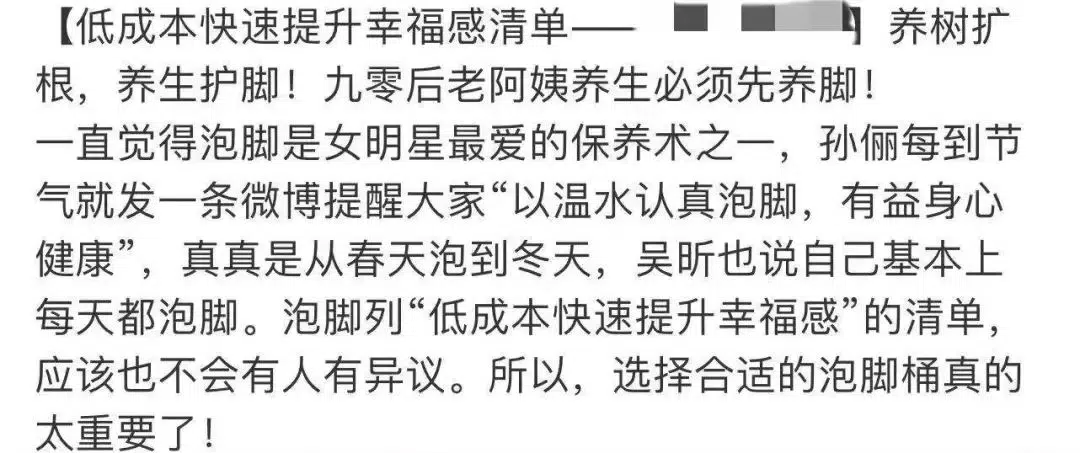 【低成本快速提升幸福感清单—— 】养树扩
根，养生护脚！九零后老阿姨养生必须先养脚！
一直觉得泡脚是女明星最爱的保养术之一，孙俪每到节
气就发一条微博提醒大家“以温水认真泡脚，有益身心
健康”，真真是从春天泡到冬天，吴昕也说自己基本上
每天都泡脚。泡脚列“低成本快速提升幸福感”的清单，
应该也不会有人有异议。所以，选择合适的泡脚桶真的
太重要了！